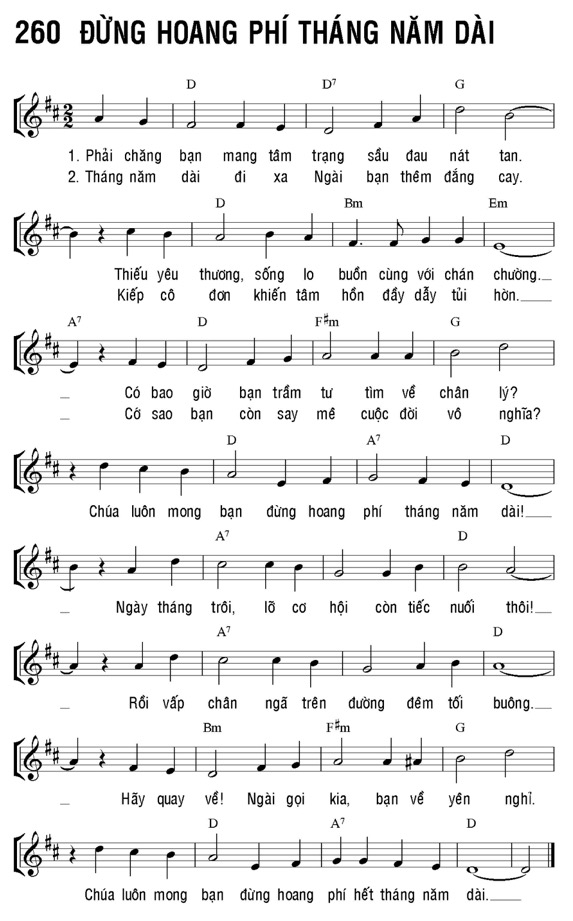 260 ĐỪNG HOANG PHÍ THÁNG NĂM DÀI
D D7 G
1. Phải chăng bạn mang tâm trạng sầu đau nát tan.
2. Tháng năm dài đi xa Ngài bạn thêm đắng cay.
D Bm Em
Thiếu yêu thương, sống lo buồn cùng với chán chường.
Kiếp cô đơn khiến tâm hồn đầy dẫy tủi hờn.
A7 D F#m G
Có bao giờ bạn trầm tư tìm về chân lý?
Cớ sao bạn còn say mê cuộc đời vô nghĩa?
D A7 D
Chúa luôn mong bạn đừng hoang phí tháng năm dài!
A7 D
Ngày tháng trôi, lỡ cơ hội còn tiếc nuối thôi!
A7 D
Rồi vấp chân ngã trên đường đêm tối buông.
Bm F#m G
Hãy quay về! Ngài gọi kia, bạn về yên nghỉ.
D A7 D
Chúa luôn mong bạn đừng hoang phí hết tháng năm dài.